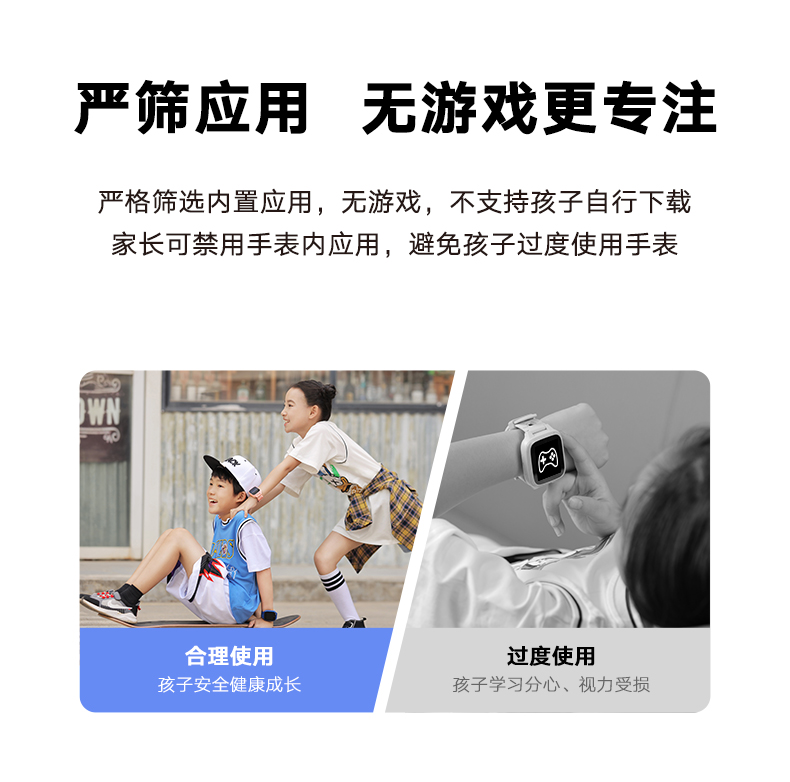 严筛应用 无游戏更专注
严格筛选内置应用，无游戏，不支持孩子自行下载
家长可禁用手表内应用，避免孩子过度使用手表
OWN
合理使用
孩子安全健康成长
过度使用
孩子学习分心、视力受损